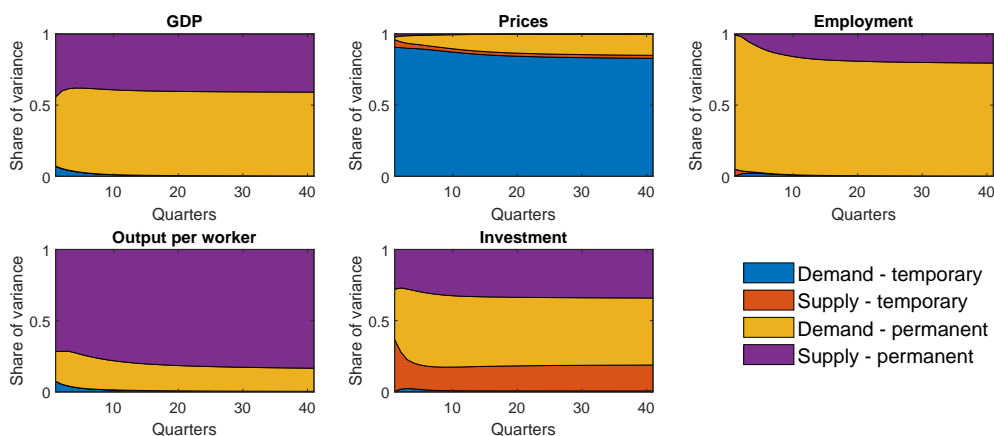 GDP
Share of variance
1
0.5
0
10
20
30
40
Quarters
Prices
Share of variance
1
0.5
0
10
20
30
40
Quarters
Employment
Share of variance
1
0.5
0
10
20
30
40
Quarters
Output per worker
Share of variance
1
0.5
0
10
20
30
40
Quarters
Investment
Share of variance
1
0.5
0
10
20
30
40
Quarters
Demand - temporary
Supply - temporary
Demand - permanent
Supply - permanent